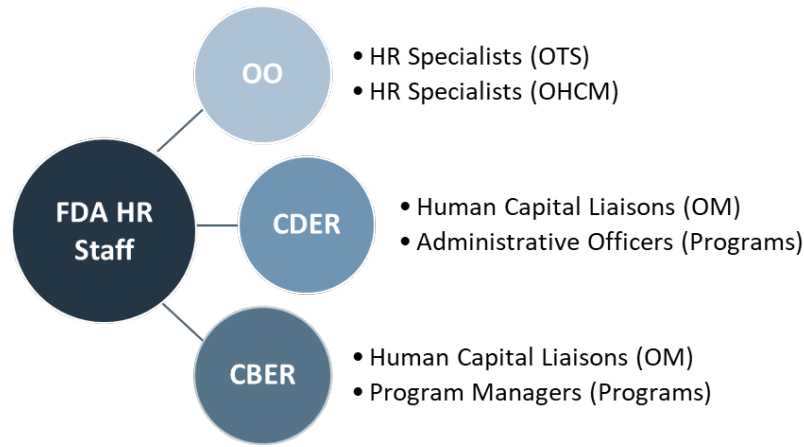 OO
• HR Specialists (OTS)
• HR Specialists (OHCM)
FDA HR
Staff
CDER
• Human Capital Liaisons (OM)
• Administrative Officers (Programs)
CBER
• Human Capital Liaisons (OM)
• Program Managers (Programs)